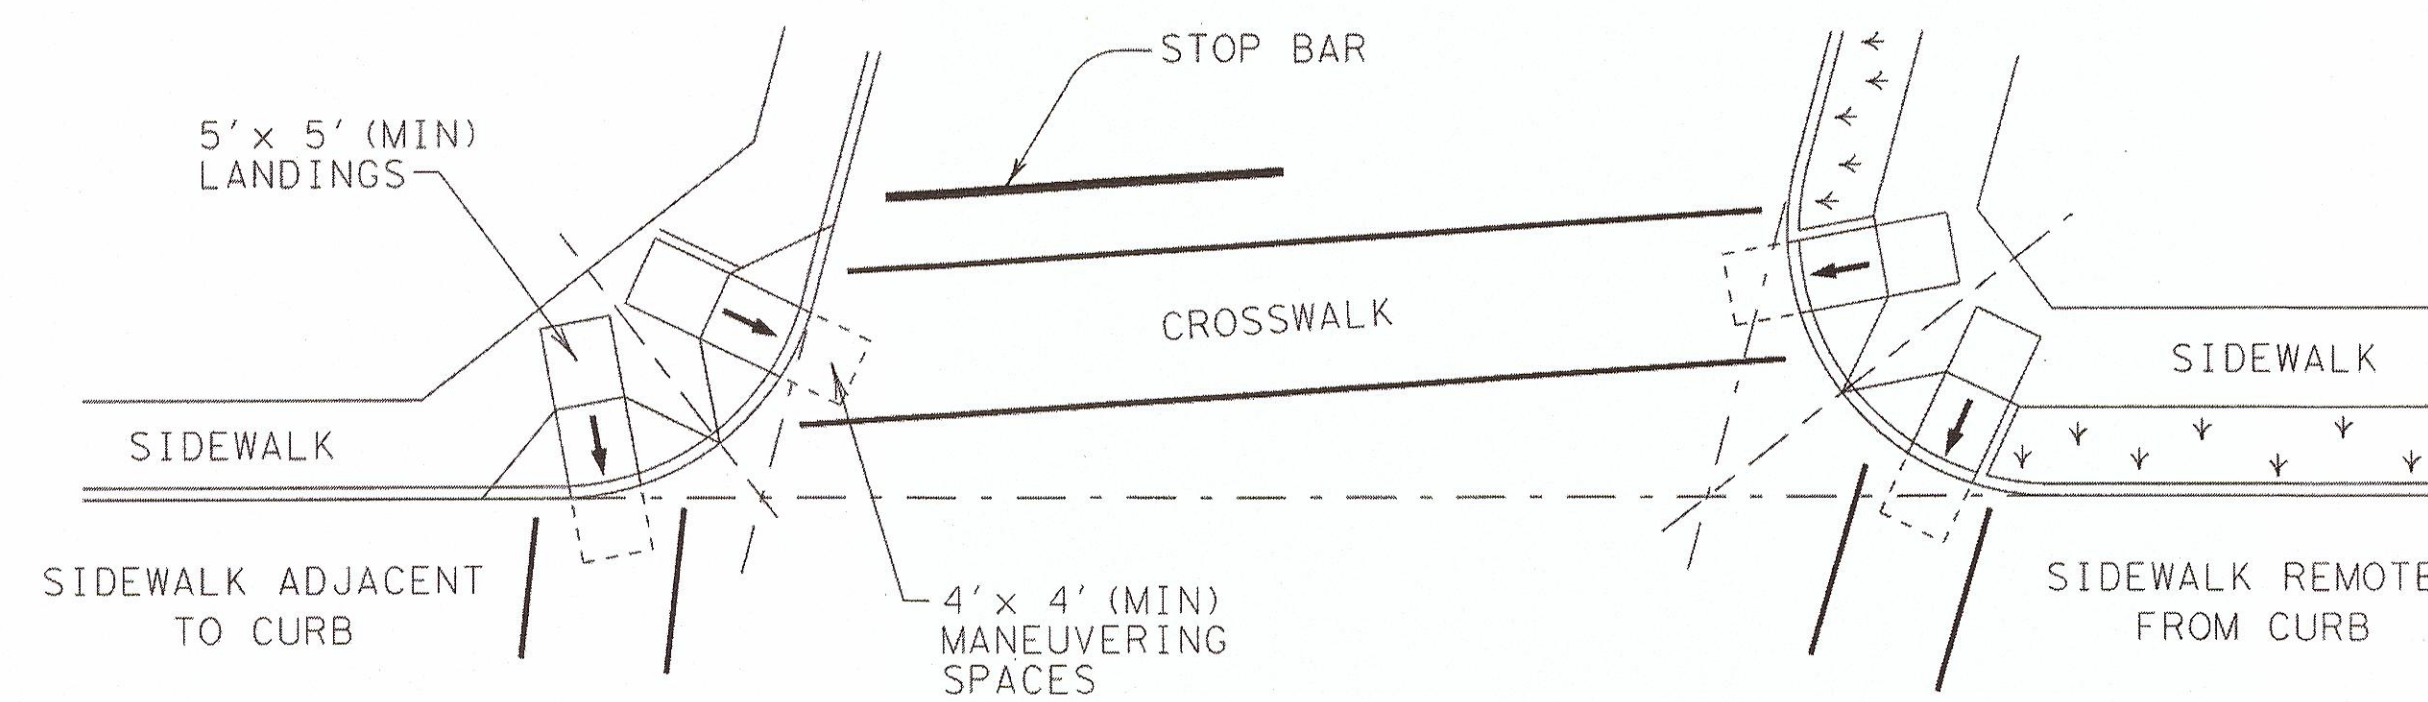 STOP BAR
5' x 5' (MIN)
LANDINGS
CROSSWALK
SIDEWALK
SIDEWALK
SIDEWALK ADJACENT
TO CURB
4' x 4' (MIN)
MANEUVERING
SPACES
SIDEWALK REMOTE
FROM CURB